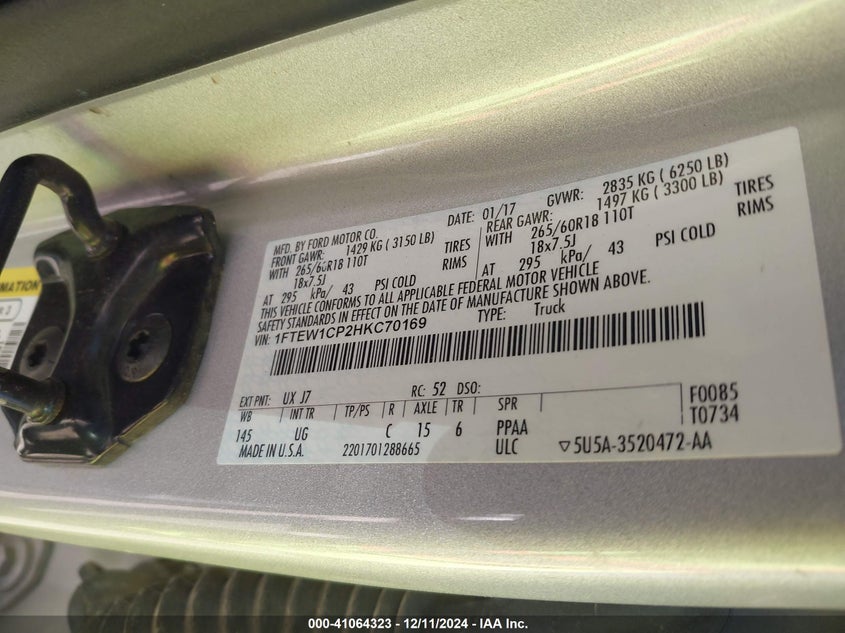 MFD. BY FORD MOTOR CO.
DATE: 01/17 GVWR: 2835 KG ( 6250 LB)
FRONT GAWR: 1429 KG ( 3150 LB) REAR GAWR: 1497 KG ( 3300 LB)
WITH 265/60R18 110T TIRES WITH 265/60R18 110T TIRES
18x7.5J RIMS 18x7.5J RIMS
AT 295 kPa/ 43 PSI COLD AT 295 kPa/ 43 PSI COLD
THIS VEHICLE CONFORMS TO ALL APPLICABLE FEDERAL MOTOR VEHICLE
SAFETY STANDARDS IN EFFECT ON THE DATE OF MANUFACTURE SHOWN ABOVE.
VIN: 1FTEW1CP2HKC70169 TYPE: Truck
EXT PNT: UX J7 RC: 52 DSO: F0085
WB INT TR TP/PS R AXLE TR SPR T0734
145 UG C 15 6 PPAA
MADE IN U.S.A. 2201701288665 ULC ▽5U5A-3520472-AA
MATION
000-41064323 - 12/11/2024 - IAA Inc.